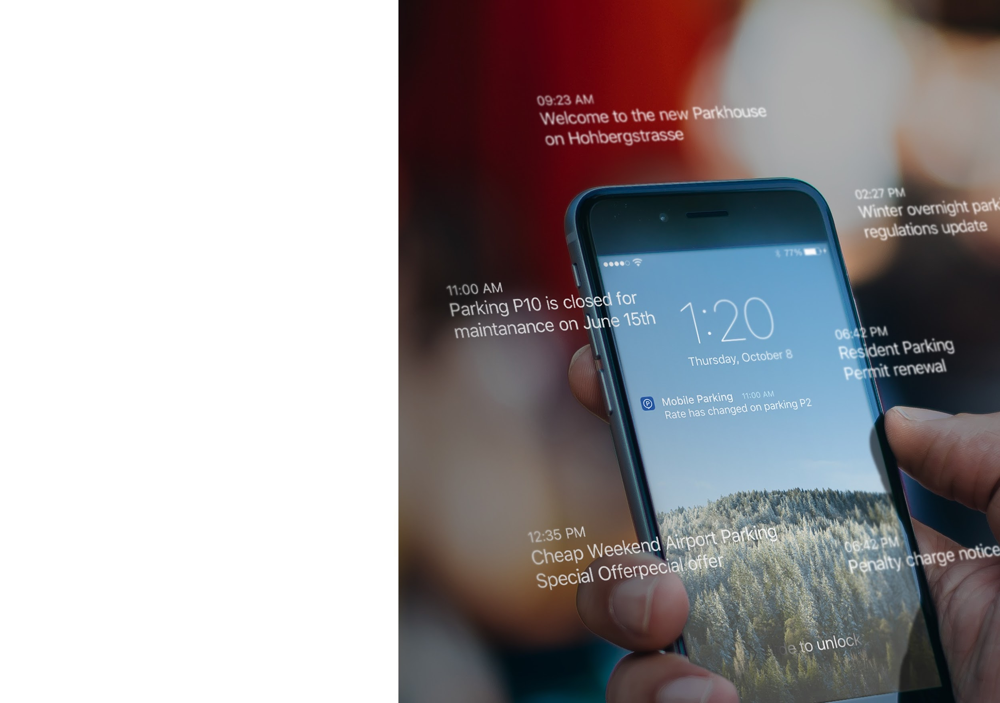 09:23 AM
Welcome to the new Parkhouse
on Hohbergstrasse
02:27 PM
Winter overnight
regulations update
77%
11:00 AM
Parking P10 is closed for
maintanance on June 15th
1:20
Thursday, October 8
06:42 PM
Resident Parking
Permit renewal
Mobile Parking 11:00 AM
Rate has changed on parking P2
12:35 PM
Cheap Weekend Airport Parking
Special Offerpecial offer
06:42 PM
Penalty charge notice
to unlock